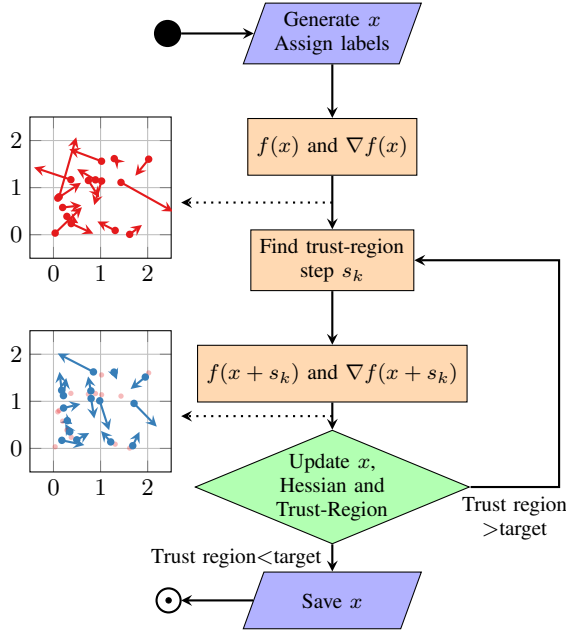 Generate x
Assign labels
f(x) and ∇f(x)
2
1
0
0 1 2
Find trust-region
step s_k
f(x + s_k) and ∇f(x + s_k)
2
1
0
0 1 2
Update x,
Hessian and
Trust-Region
Trust region
>target
Trust region<target
Save x